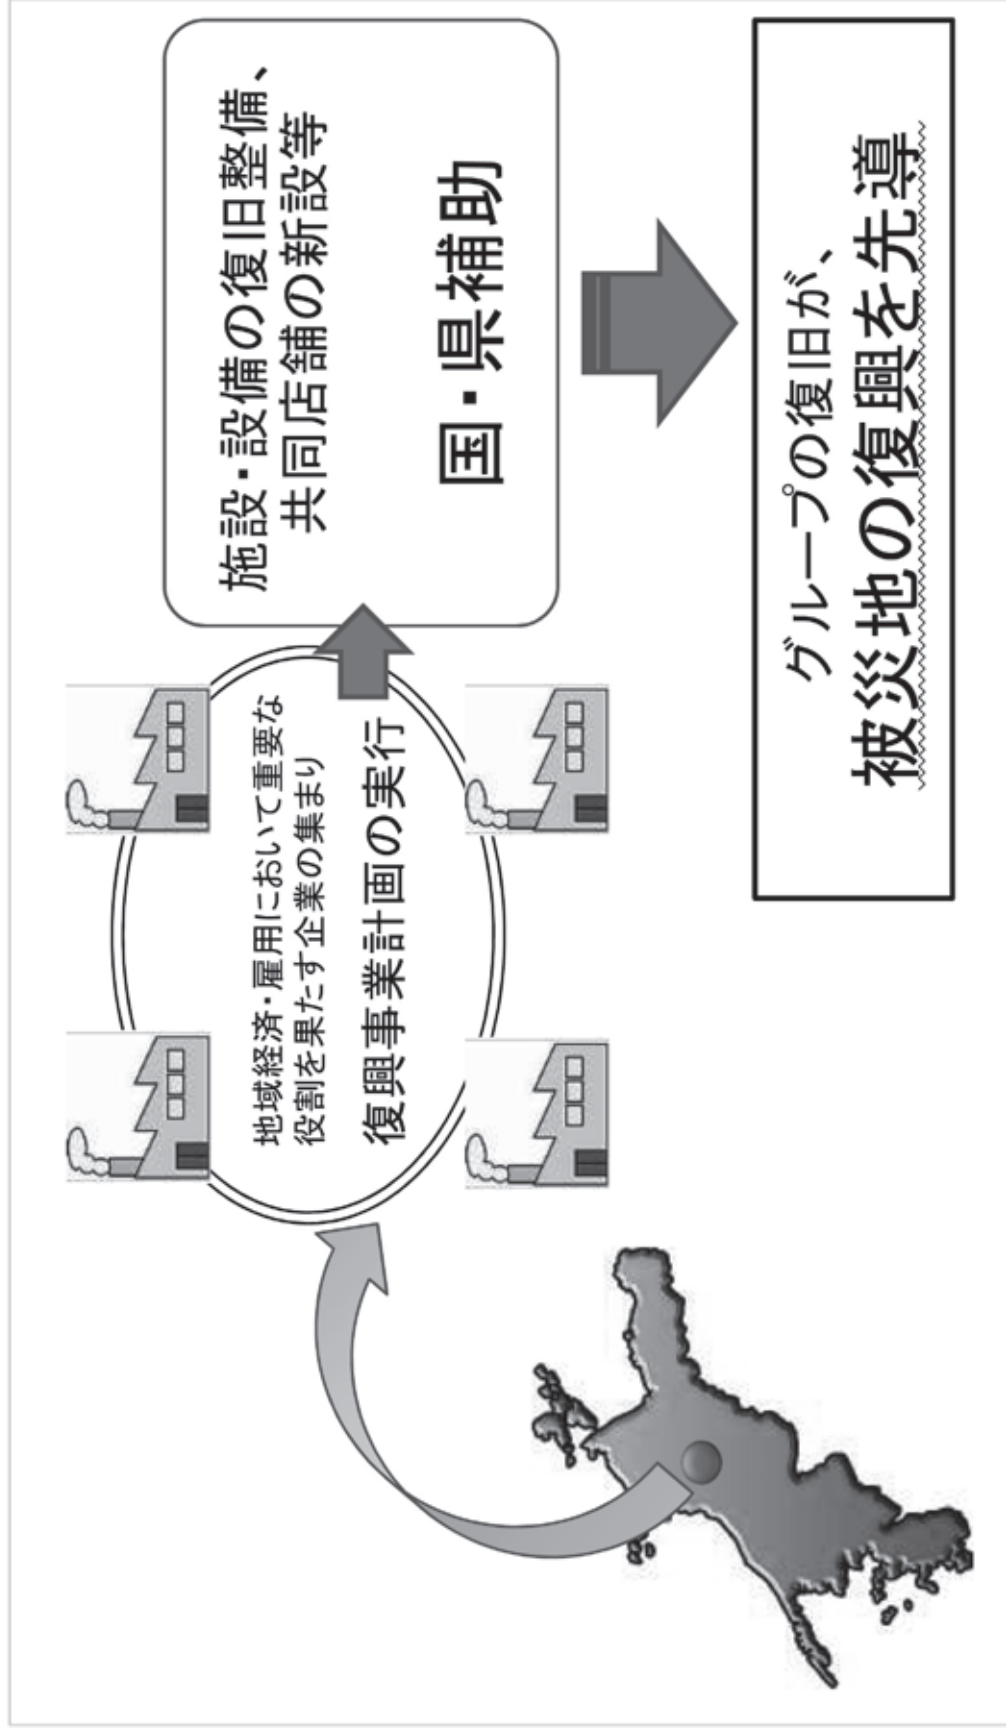 地域経済・雇用において重要な
役割を果たす企業の集まり
復興事業計画の実行
施設・設備の復旧整備、
共同店舗の新設等
国・県補助
グループの復旧が、
被災地の復興を先導